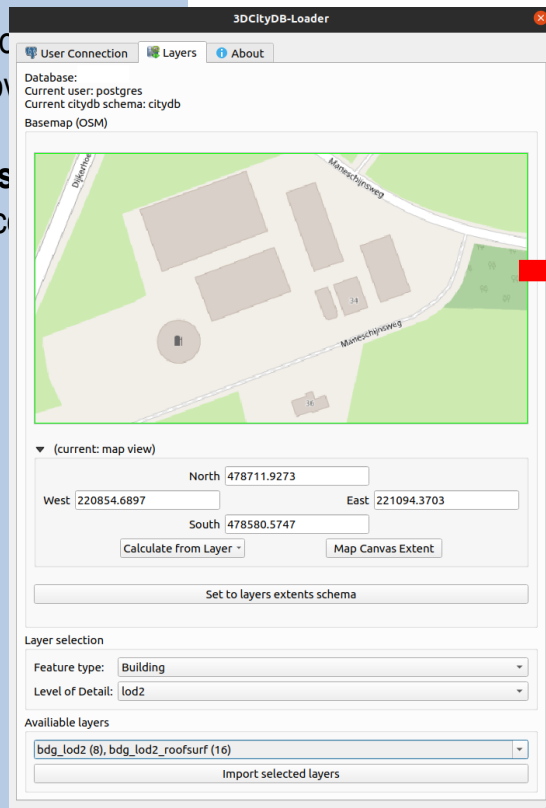 3DCityDB-Loader
User Connection Layers About
Database:
Current user: postgres
Current citydb schema: citydb
Basemap (OSM)
Maneschijnsweg
34
Maneschijnsweg
36
(current: map view)
North 478711.9273
West 220854.6897 East 221094.3703
South 478580.5747
Calculate from Layer Map Canvas Extent
Set to layers extents schema
Layer selection
Feature type: Building
Level of Detail: lod2
Availiable layers
bdg_lod2 (8), bdg_lod2_roofsurf (16)
Import selected layers